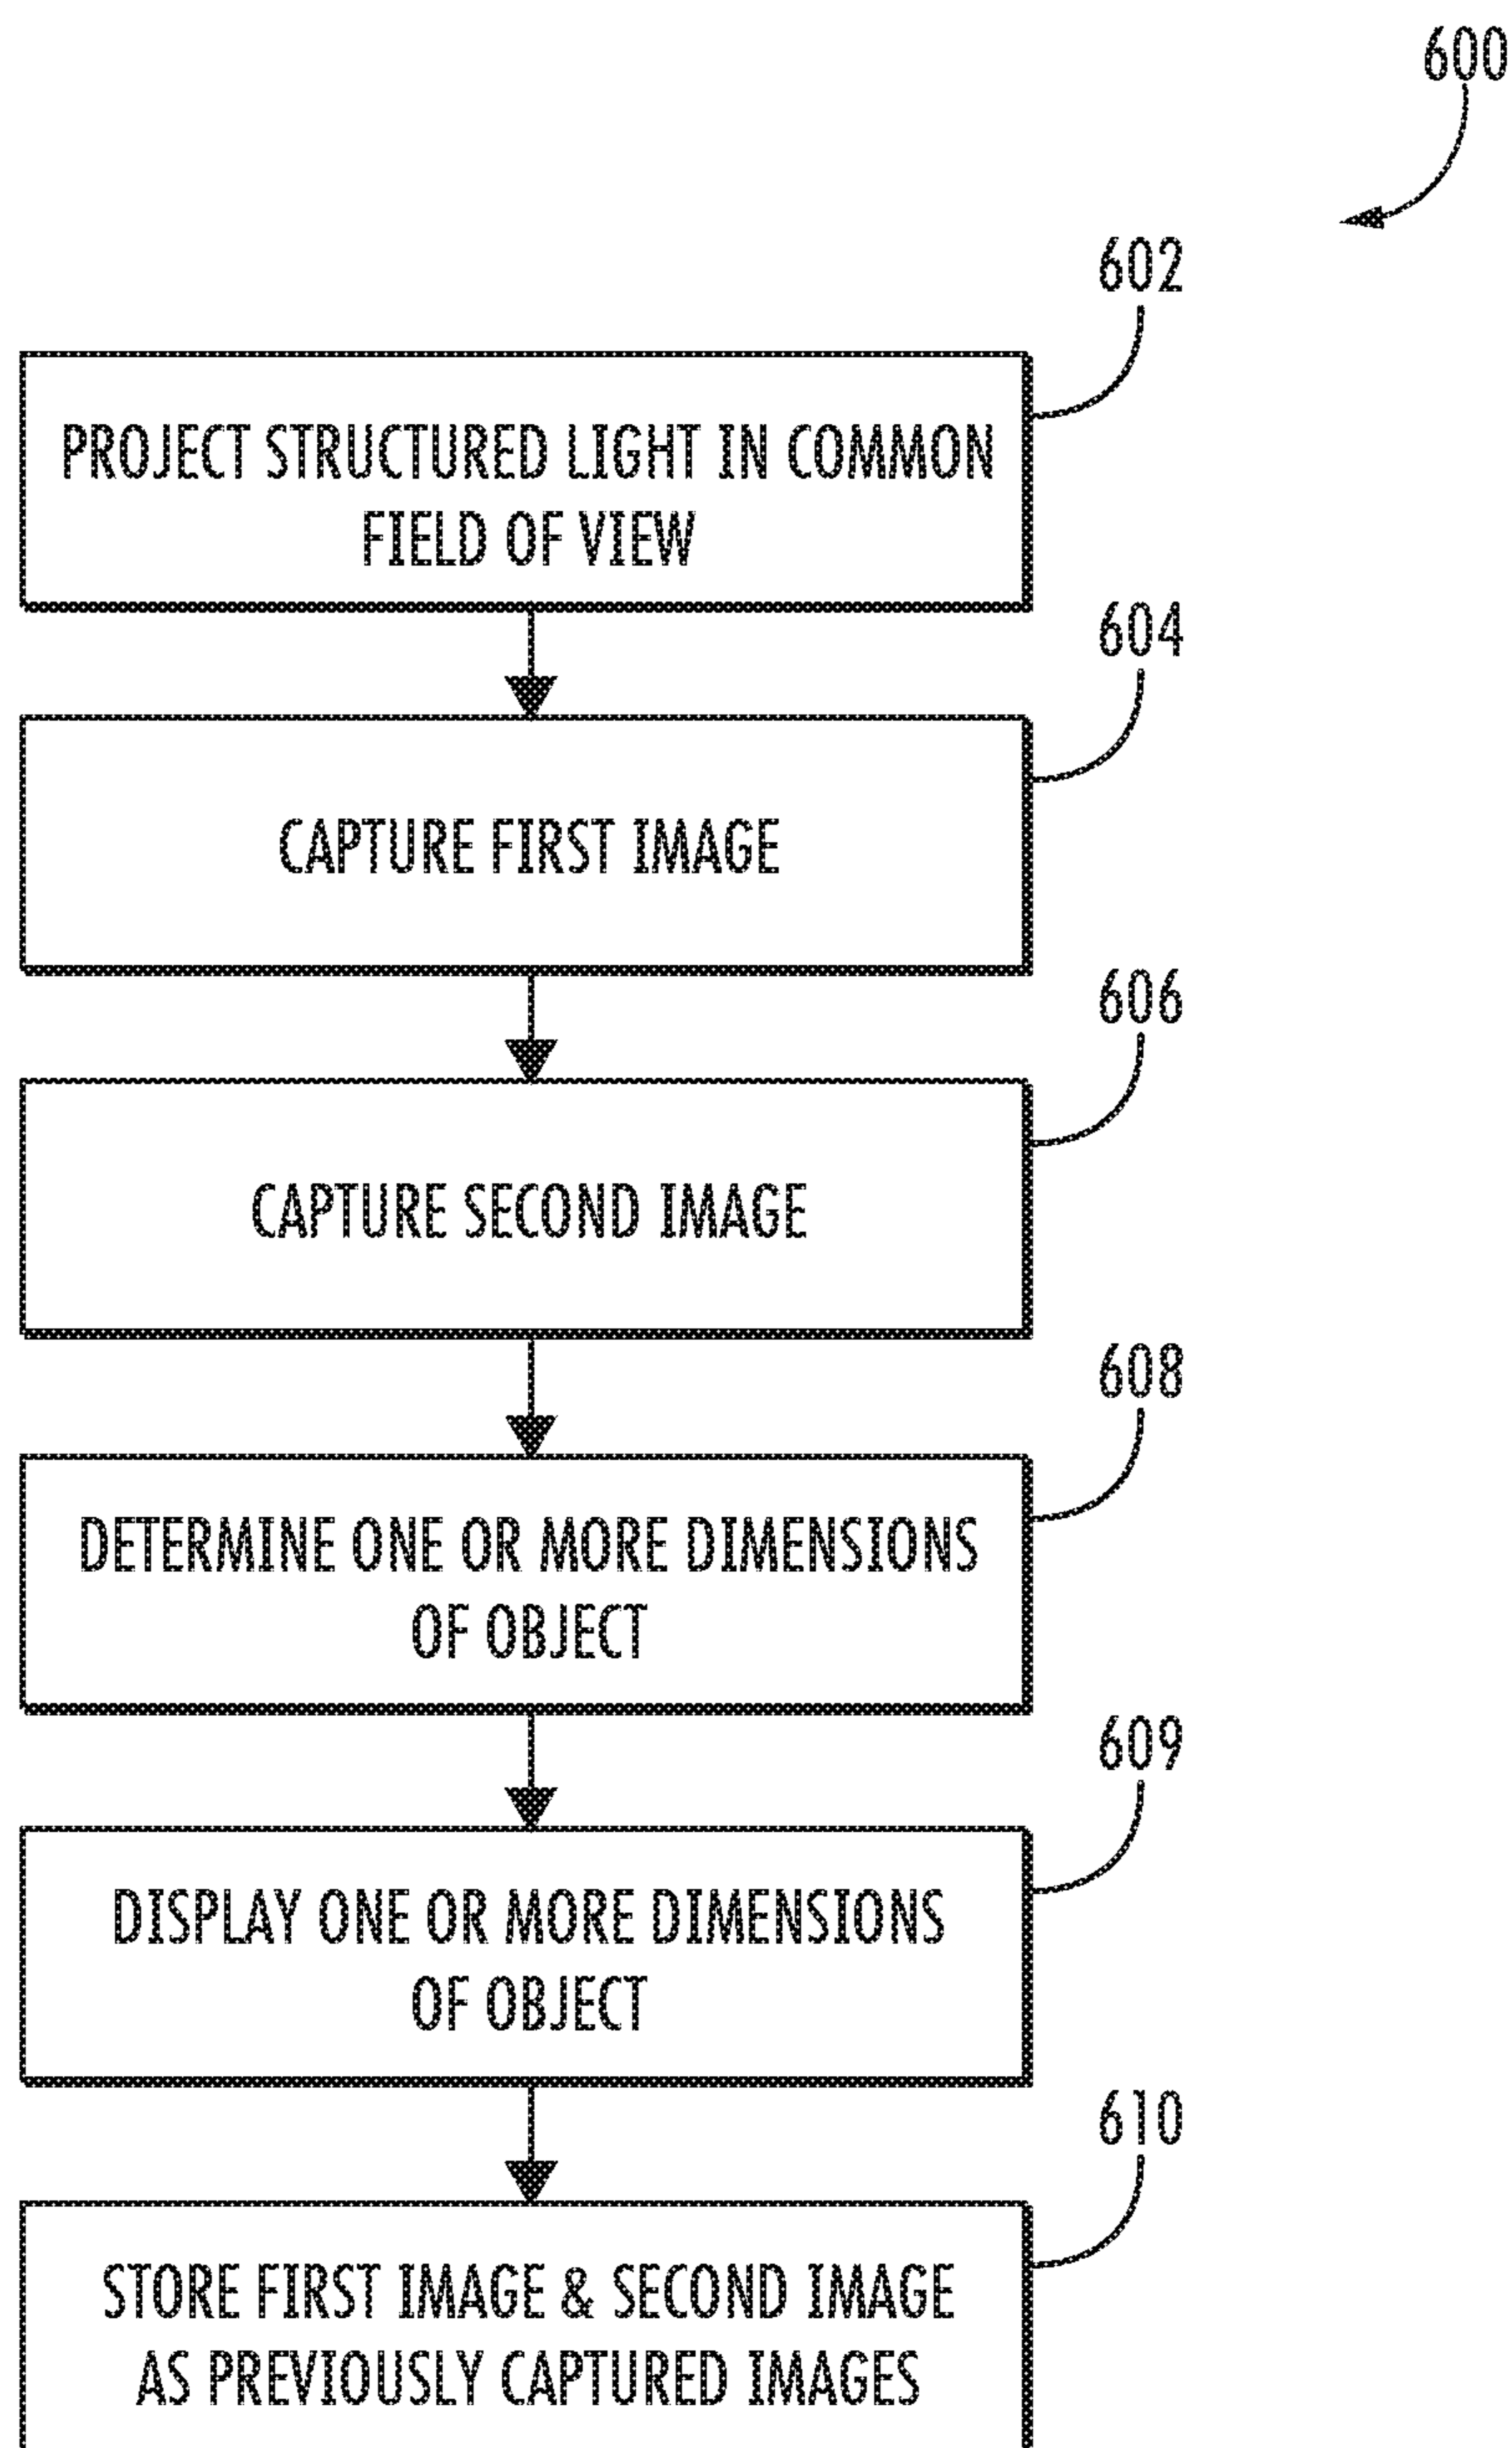 600
602
PROJECT STRUCTURED LIGHT IN COMMON
FIELD OF VIEW
604
CAPTURE FIRST IMAGE
606
CAPTURE SECOND IMAGE
608
DETERMINE ONE OR MORE DIMENSIONS
OF OBJECT
609
DISPLAY ONE OR MORE DIMENSIONS
OF OBJECT
610
STORE FIRST IMAGE & SECOND IMAGE
AS PREVIOUSLY CAPTURED IMAGES